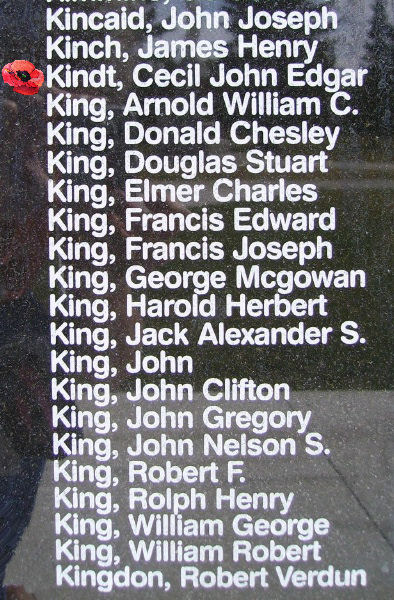 Kincaid, John Joseph
Kinch, James Henry
Kindt, Cecil John Edgar
King, Arnold William C.
King, Donald Chesley
King, Douglas Stuart
King, Elmer Charles
King, Francis Edward
King, Francis Joseph
King, George Mcgowan
King, Harold Herbert
King, Jack Alexander S.
King, John
King, John Clifton
King, John Gregory
King, John Nelson S.
King, Robert F.
King, Rolph Henry
King, William George
King, William Robert
Kingdon, Robert Verdun